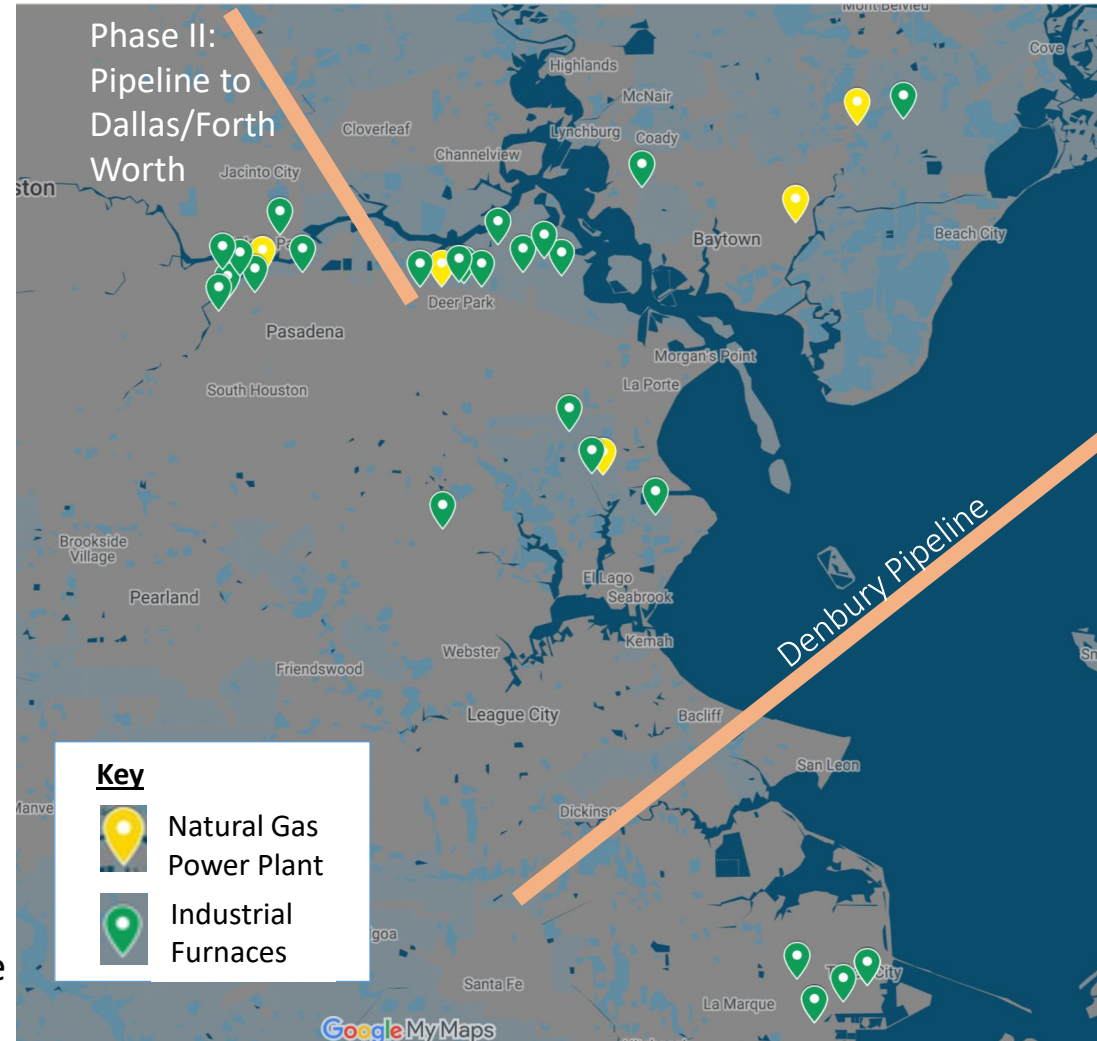 Mont Belvieu
Phase II:
Pipeline to
Dallas/Forth
Worth
Cove
Highlands
McNair
Cloverleaf
Lynchburg
Coady
Channelview
Jacinto City
ston
Baytown
Beach City
Deer Park
Pasadena
Morgan's Point
La Porte
South Houston
Denbury Pipeline
Brookside
Village
El Lago
Seabrook
Pearland
Kemah
Webster
Friendswood
League City
Bacliff
San Leon
Key
Manve
Dickinso
Natural Gas
Power Plant
Industrial
Furnaces
goa
e
City
Santa Fe
La Marque
Google My Maps